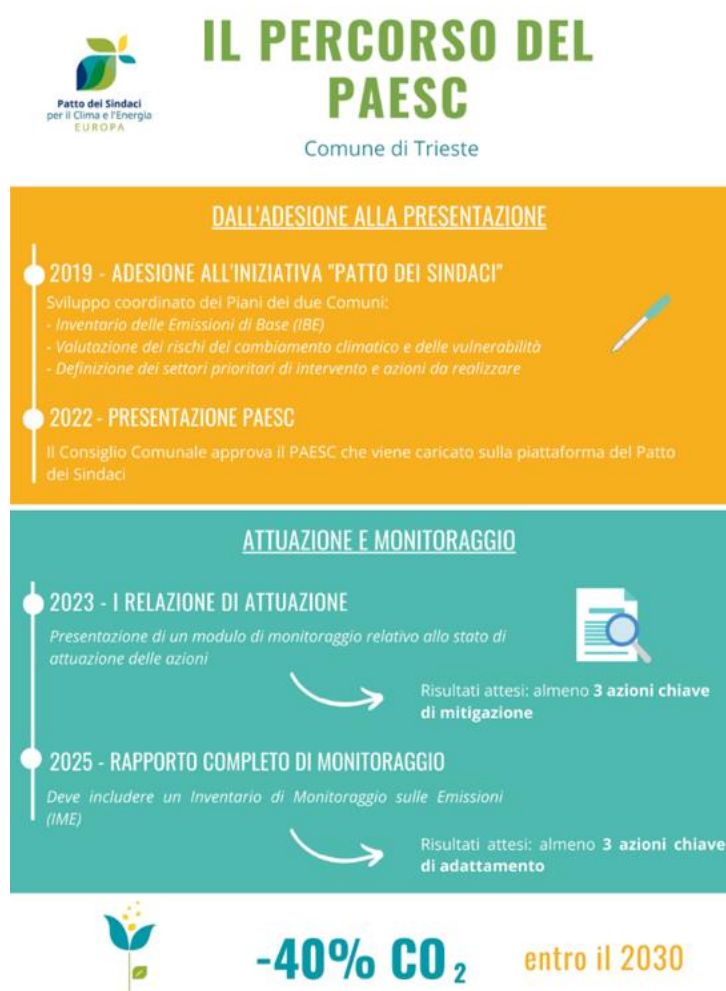 IL PERCORSO DEL
PAESC
Patto dei Sindaci
per il Clima e l'Energia
EUROPA
Comune di Trieste
DALL'ADESIONE ALLA PRESENTAZIONE
2019 - ADESIONE ALL'INIZIATIVA "PATTO DEI SINDACI"
Sviluppo coordinato dei Piani dei due Comuni:
- Inventario delle Emissioni di Base (IBE)
- Valutazione dei rischi del cambiamento climatico e delle vulnerabilità
- Definizione dei settori prioritari di intervento e azioni da realizzare
2022 - PRESENTAZIONE PAESC
Il Consiglio Comunale approva il PAESC che viene caricato sulla piattaforma del Patto
dei Sindaci
ATTUAZIONE E MONITORAGGIO
2023 - I RELAZIONE DI ATTUAZIONE
Presentazione di un modulo di monitoraggio relativo allo stato di
attuazione delle azioni
Risultati attesi: almeno 3 azioni chiave
di mitigazione
2025 - RAPPORTO COMPLETO DI MONITORAGGIO
Deve includere un Inventario di Monitoraggio sulle Emissioni
(IME)
Risultati attesi: almeno 3 azioni chiave
di adattamento
-40% CO₂ entro il 2030